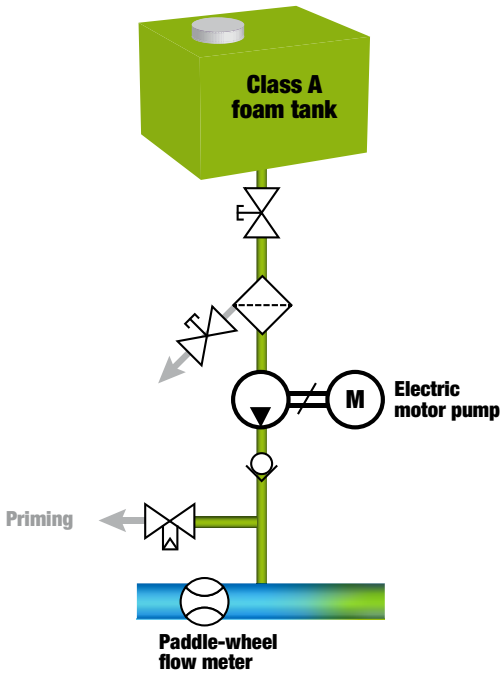 Class A
foam tank
M
Electric
motor pump
Priming
Paddle-wheel
flow meter